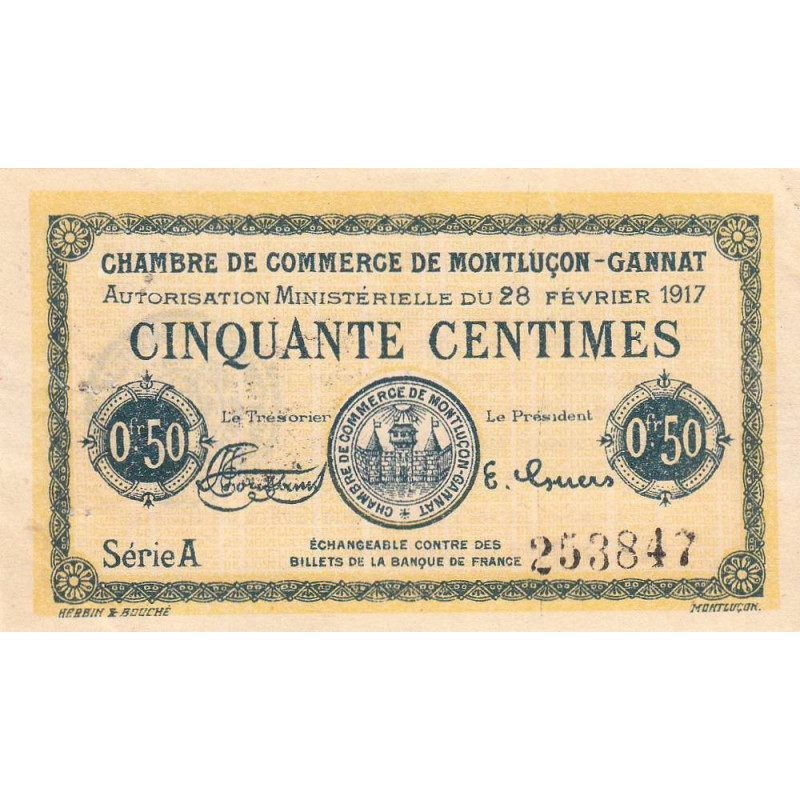 CHAMBRE DE COMMERCE DE MONTLUÇON-GANNAT
AUTORISATION MINISTÉRIELLE DU 28 FÉVRIER 1917
CINQUANTE CENTIMES
0fr50
Le Trésorier
CHAMBRE DE COMMERCE DE MONTLUÇON-GANNAT
Le Président
0fr50
Série A
ÉCHANGEABLE CONTRE DES
BILLETS DE LA BANQUE DE FRANCE
253847
HERBIN & BOUCHÉ
MONTLUÇON.